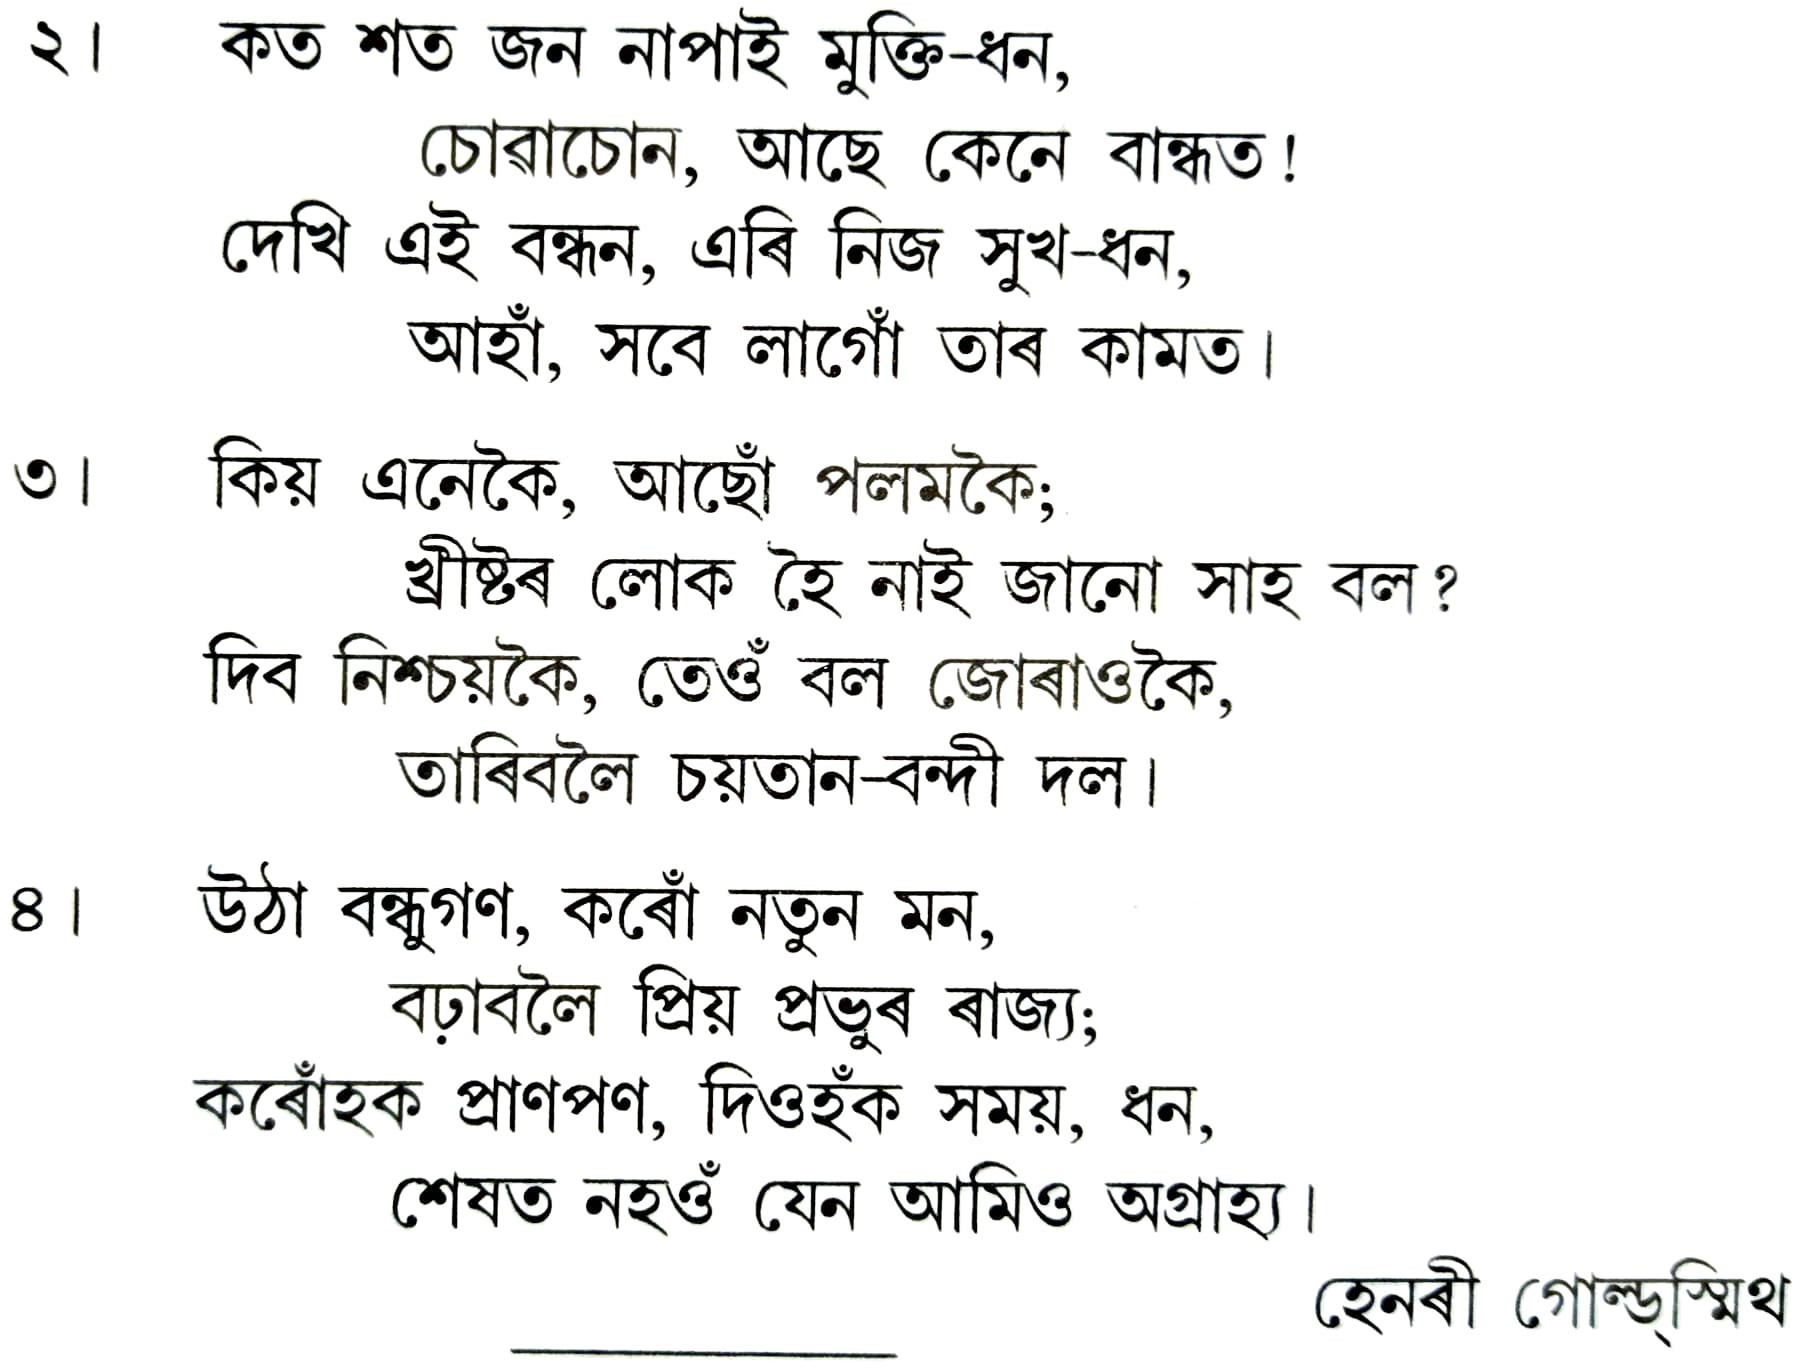 ২।	কত শত জন নাপাই মুক্তি-ধন,
চোৱাচোন, আছে কেনে বান্ধত!
দেখি এই বন্ধন, এৰি নিজ সুখ-ধন,
আহাঁ, সবে লাগোঁ তাৰ কামত।
৩।	কিয় এনেকৈ, আছোঁ পলমকৈ;
খ্ৰীষ্টৰ লোক হৈ নাই জানো সাহ বল?
দিব নিশ্চয়কৈ, তেওঁ বল জোৰাওকৈ,
তাৰিবলৈ চয়তান-বন্দী দল।
৪।	উঠা বন্ধুগণ, কৰোঁ নতুন মন,
বঢ়াবলৈ প্ৰিয় প্ৰভুৰ ৰাজ্য;
কৰোঁহক প্ৰাণপণ, দিওহঁক সময়, ধন,
শেষত নহওঁ যেন আমিও অগ্ৰাহ্য।
হেনৰী গোল্ড্‌স্মিথ